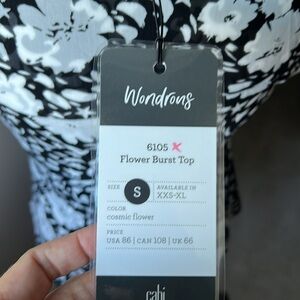 Wondrous
6105
Flower Burst Top
SIZE
S
AVAILABLE IN
XXS-XL
COLOR
cosmic flower
PRICE
USA 86 | CAN 108 | UK 66
cabi